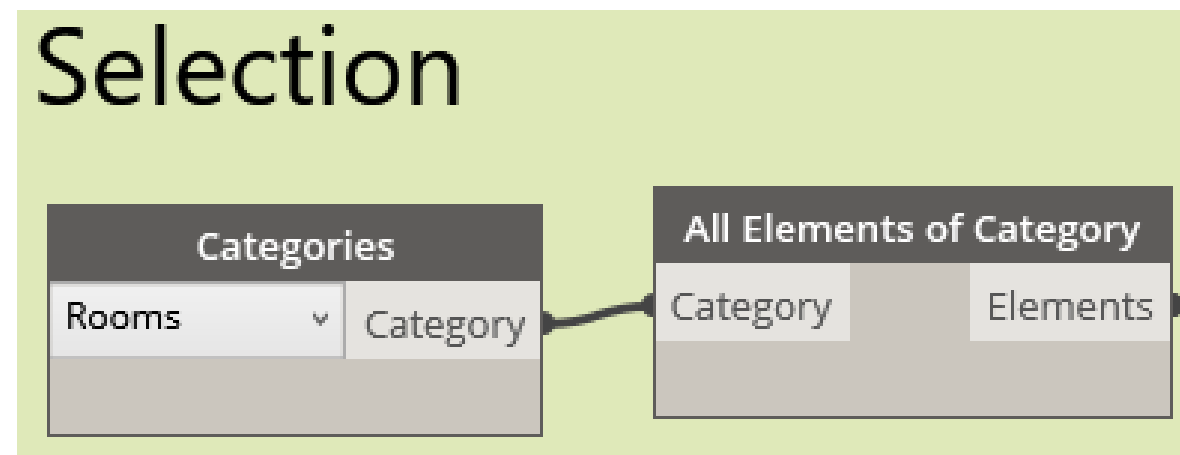 Selection
Categories
Rooms Category
All Elements of Category
Category Elements